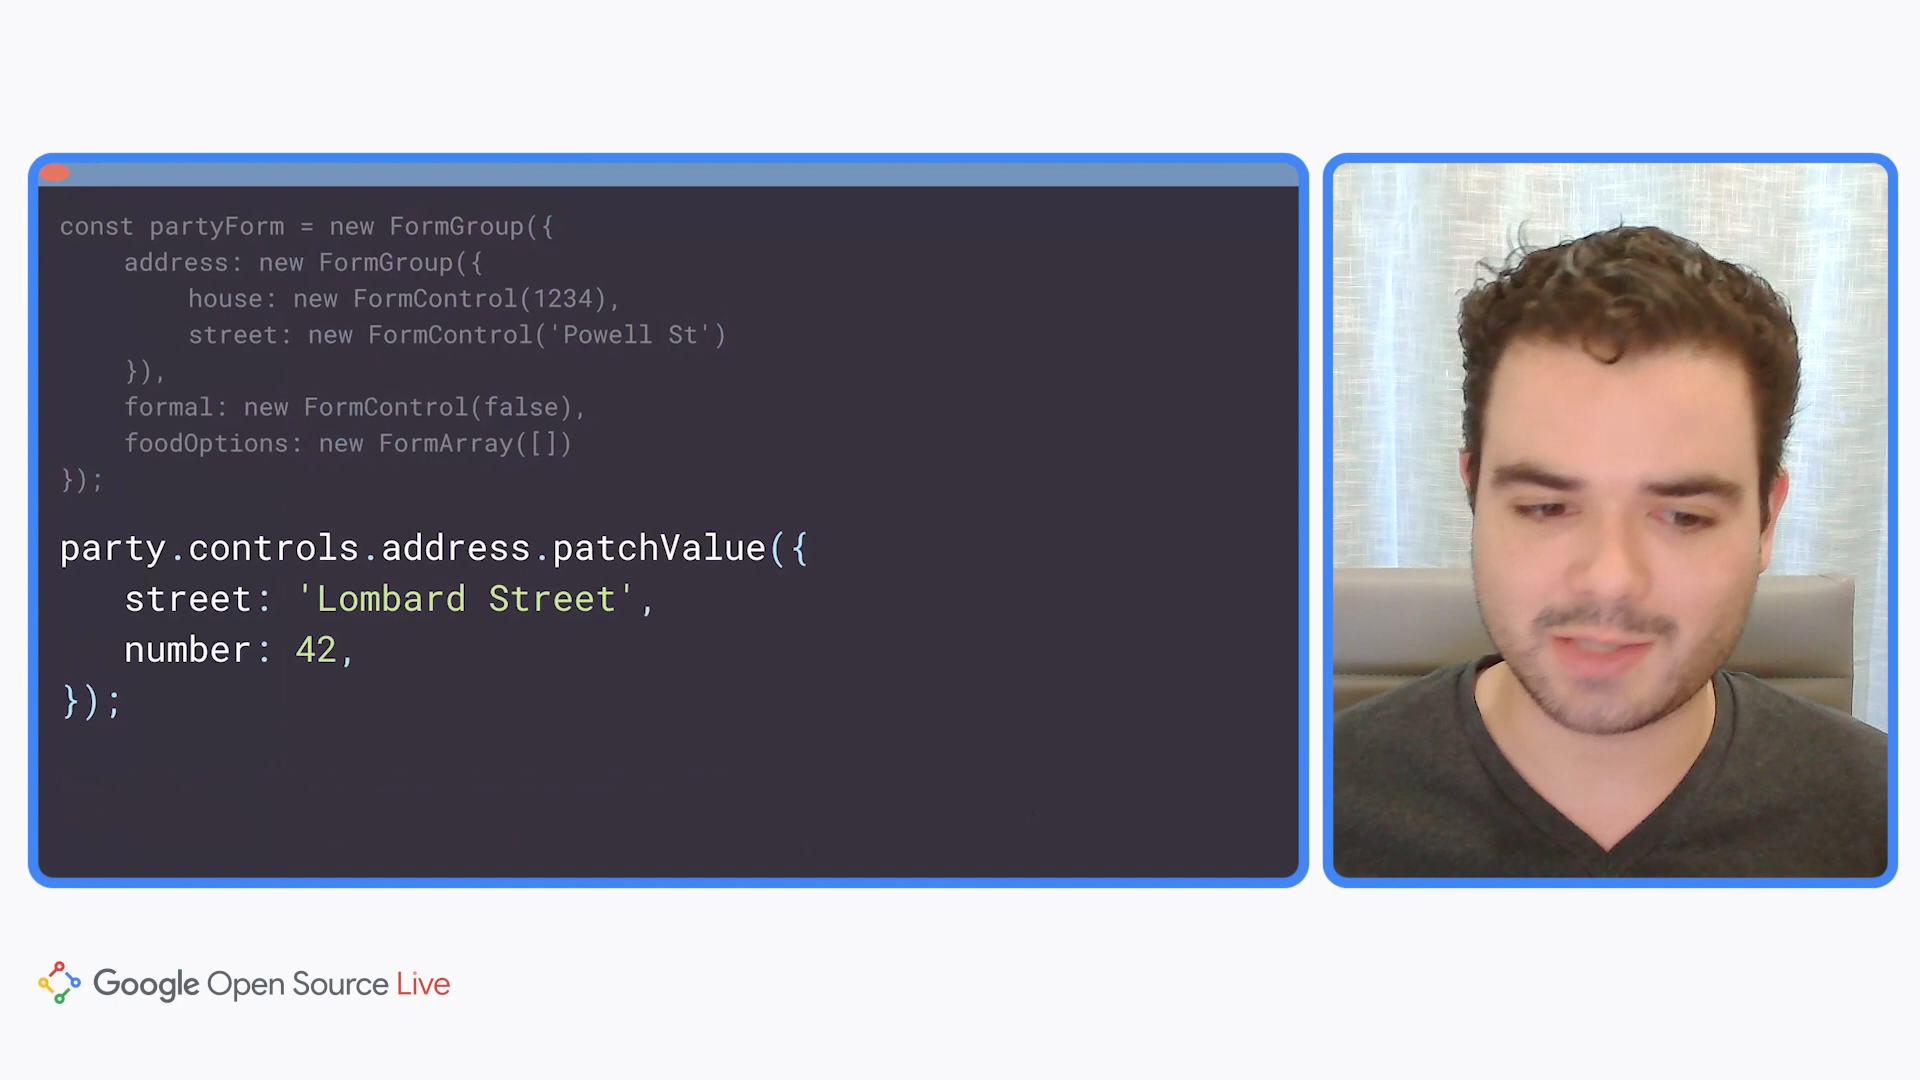 const partyForm = new FormGroup({
address: new FormGroup({
house: new FormControl(1234),
street: new FormControl('Powell St')
}),
formal: new FormControl(false),
foodOptions: new FormArray([])
});
party.controls.address.patchValue({
street: 'Lombard Street',
number: 42,
});
Google Open Source Live